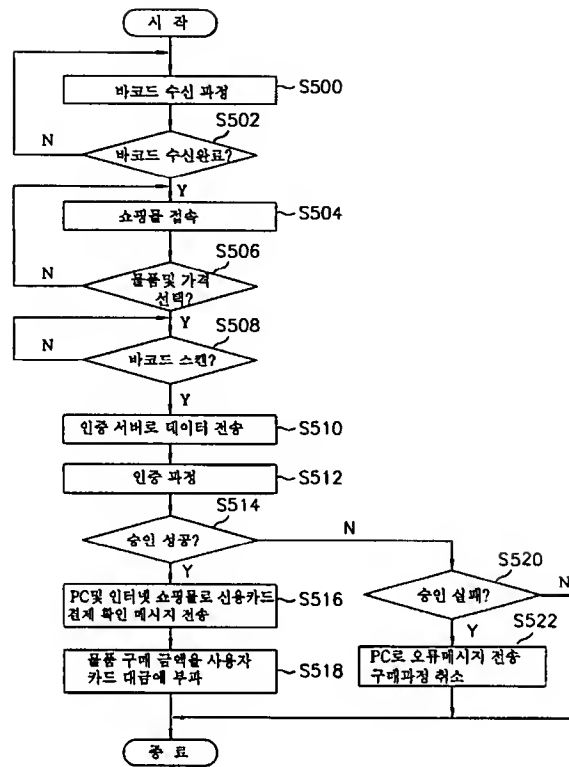 시 작
바코드 수신 과정
S500
S502
바코드 수신완료?
N
Y
쇼핑몰 접속
S504
S506
물품및 가격
선택?
N
Y
S508
바코드 스캔?
N
Y
인증 서버로 데이터 전송
S510
인증 과정
S512
S514
승인 성공?
N
Y
S520
승인 실패?
N
Y
PC및 인터넷 쇼핑몰로 신용카드
결제 확인 메시지 전송
S516
S522
PC로 오류메시지 전송
구매과정 취소
물품 구매 금액을 사용자
카드 대금에 부과
S518
종 료